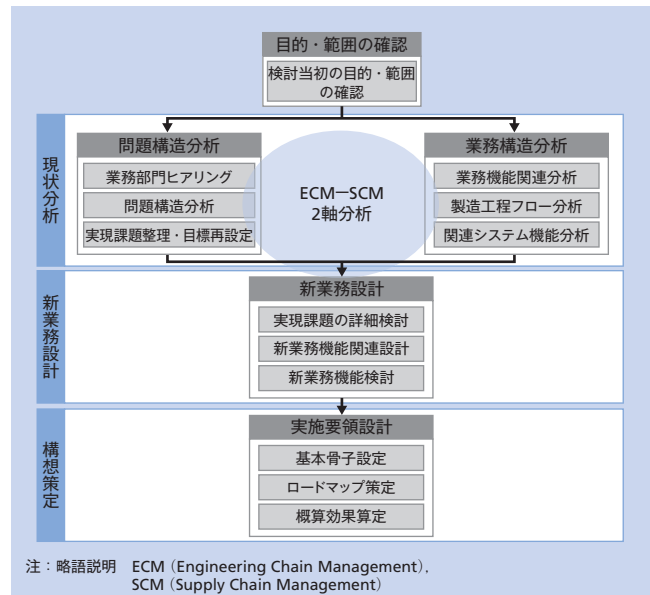 目的・範囲の確認
検討当初の目的・範囲
の確認
現状分析
問題構造分析
業務部門ヒアリング
問題構造分析
実現課題整理・目標再設定
ECMーSCM
2軸分析
業務構造分析
業務機能関連分析
製造工程フロー分析
関連システム機能分析
新業務設計
新業務設計
実現課題の詳細検討
新業務機能関連設計
新業務機能検討
構想策定
実施要領設計
基本骨子設定
ロードマップ策定
概算効果算定
注：略語説明　ECM（Engineering Chain Management），
SCM（Supply Chain Management）